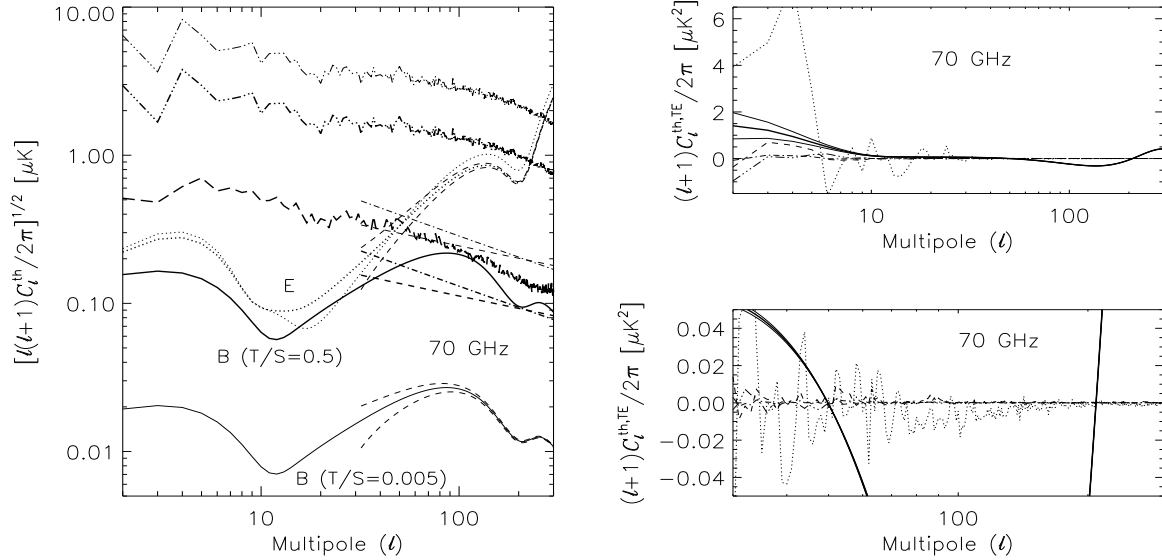 [ℓ(ℓ+1)C_ℓ^th/2π]^1/2 [μK]
10.00
1.00
0.10
0.01
E
B (T/S=0.5)
70 GHz
B (T/S=0.005)
10
100
Multipole (ℓ)
(ℓ+1)C_ℓ^th,TE/2π [μK²]
6
4
2
0
70 GHz
10
100
Multipole (ℓ)
(ℓ+1)C_ℓ^th,TE/2π [μK²]
0.04
0.02
0.00
−0.02
−0.04
70 GHz
100
Multipole (ℓ)